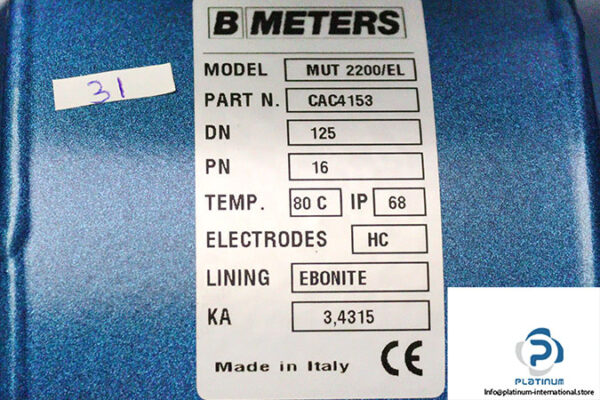 B METERS
31
MODEL MUT 2200/EL
PART N. CAC4153
DN 125
PN 16
TEMP. 80 C IP 68
ELECTRODES HC
LINING EBONITE
KA 3,4315
Made in Italy CE
PLATINUM
Info@platinum-international.store